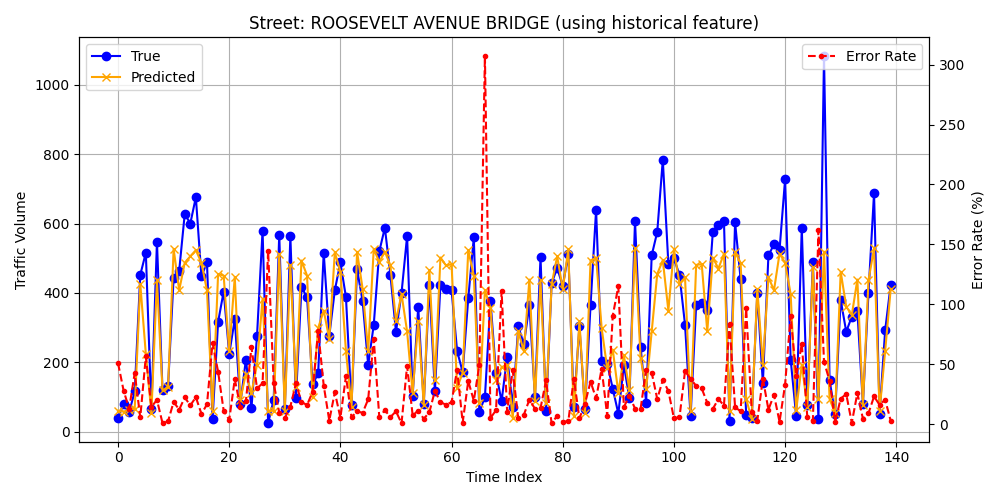 Street: ROOSEVELT AVENUE BRIDGE (using historical feature)
True
Predicted
Error Rate
Traffic Volume
1000
800
600
400
200
0
300
250
200
150
100
50
0
Error Rate (%)
0 20 40 60 80 100 120 140
Time Index